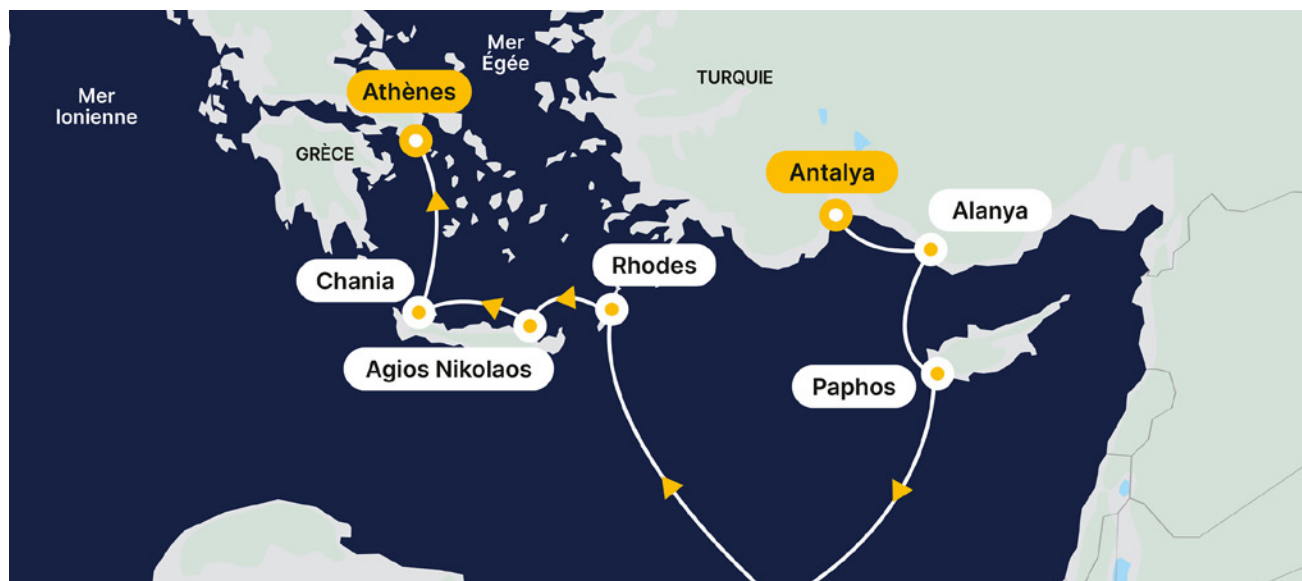 Mer
Égée
Athènes
TURQUIE
Mer
Ionienne
GRÈCE
Antalya
Alanya
Rhodes
Chania
Agios Nikolaos
Paphos